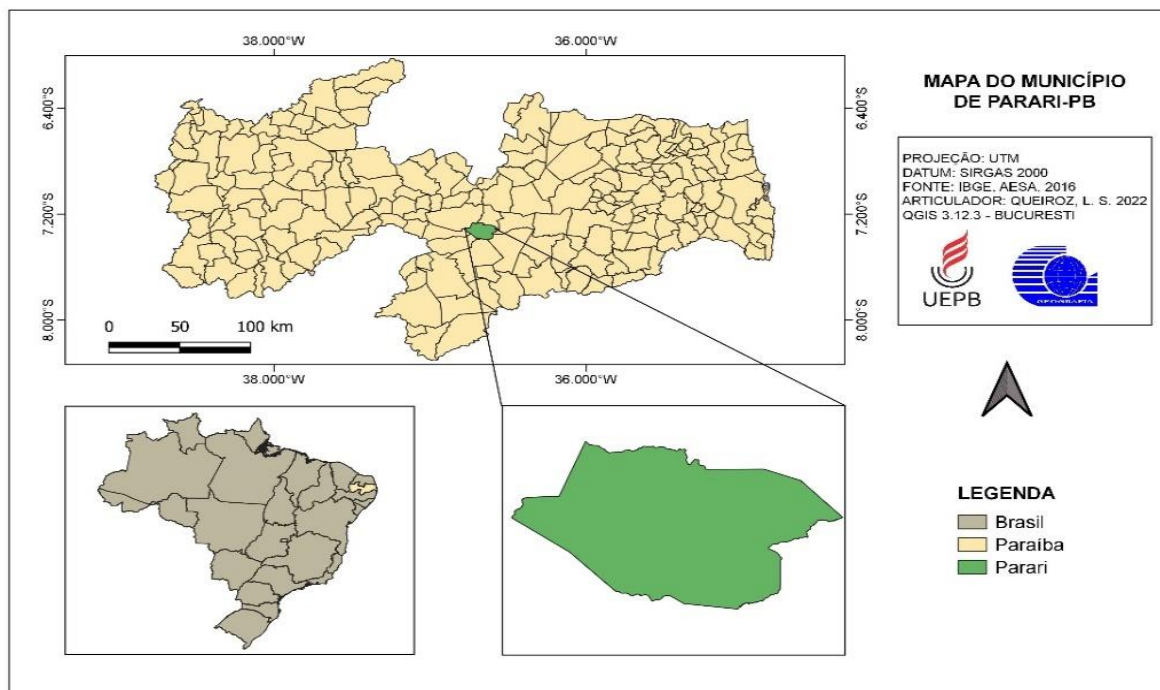 38.000°W
36.000°W
6.400°S
6.400°S
7.200°S
7.200°S
8.000°S
8.000°S
0 50 100 km
38.000°W
36.000°W
MAPA DO MUNICÍPIO
DE PARARI-PB
PROJEÇÃO: UTM
DATUM: SIRGAS 2000
FONTE: IBGE, AESA, 2016
ARTICULADOR: QUEIROZ, L. S. 2022
QGIS 3.12.3 - BUCURESTI
UEPB
GEOGRAFIA
LEGENDA
Brasil
Paraíba
Parari